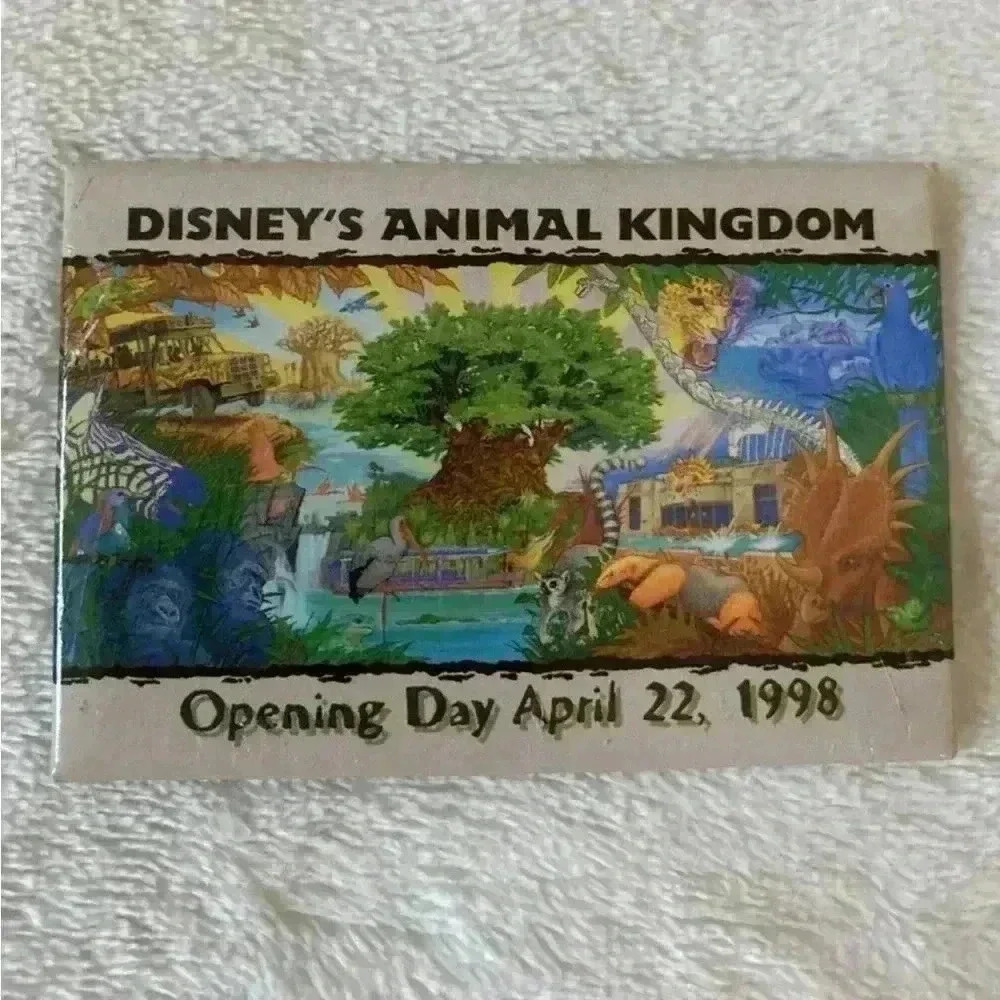 DISNEY'S ANIMAL KINGDOM
Opening Day April 22, 1998